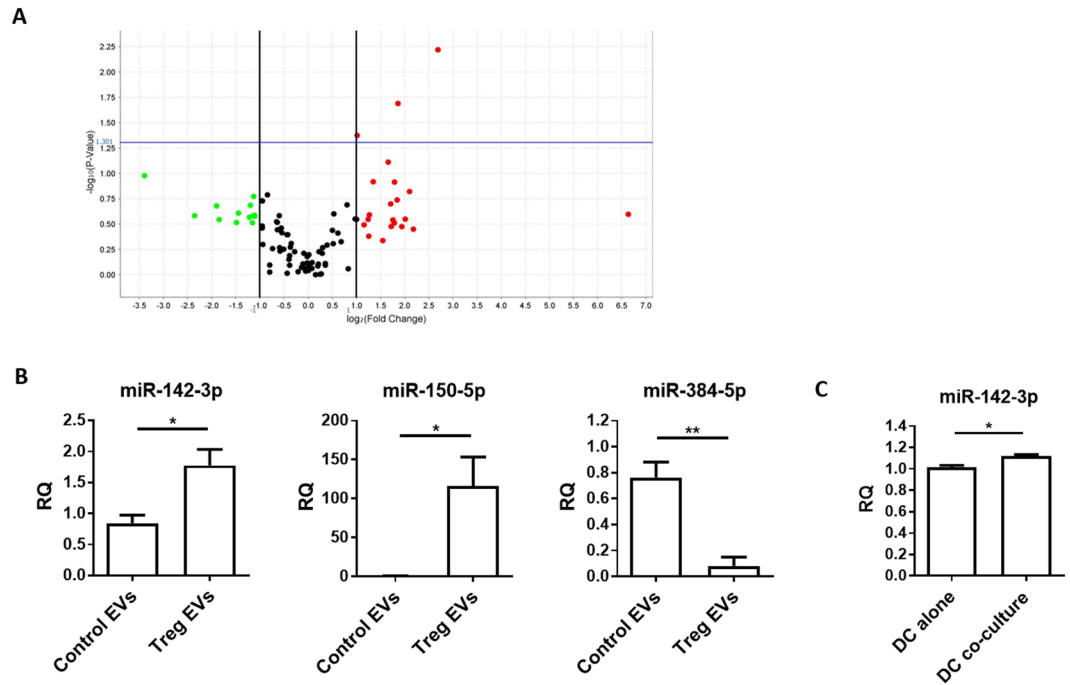 A
2.25
2.00
1.75
1.50
1.301
1.25
1.00
0.75
0.50
0.25
0.00
-log₁₀(P-Value)
-3.5 -3.0 -2.5 -2.0 -1.5 -1.0 -0.5 0.0 0.5 1.0 1.5 2.0 2.5 3.0 3.5 4.0 4.5 5.0 5.5 6.0 6.5 7.0
-1 1
log₂(Fold Change)
B
miR-142-3p
*
2.5
2.0
1.5
1.0
0.5
0.0
RQ
Control EVs
Treg EVs
miR-150-5p
*
200
150
100
50
0
RQ
Control EVs
Treg EVs
miR-384-5p
**
1.2
1.0
0.8
0.6
0.4
0.2
0.0
RQ
Control EVs
Treg EVs
C
miR-142-3p
*
1.4
1.2
1.0
0.8
0.6
0.4
0.2
0.0
RQ
DC alone
DC co-culture